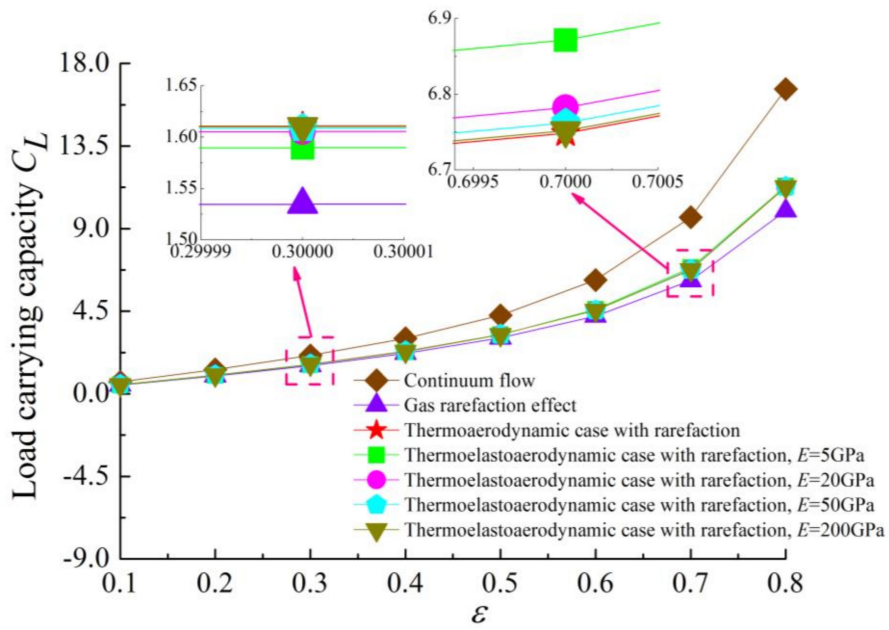 Load carrying capacity C_L
18.0
13.5
9.0
4.5
0.0
-4.5
-9.0
1.65
1.60
1.55
1.50
0.29999 0.30000 0.30001
6.9
6.8
6.7
0.6995 0.7000 0.7005
Continuum flow
Gas rarefaction effect
Thermoaerodynamic case with rarefaction
Thermoelastoaerodynamic case with rarefaction, E=5GPa
Thermoelastoaerodynamic case with rarefaction, E=20GPa
Thermoelastoaerodynamic case with rarefaction, E=50GPa
Thermoelastoaerodynamic case with rarefaction, E=200GPa
0.1 0.2 0.3 0.4 0.5 0.6 0.7 0.8
ε